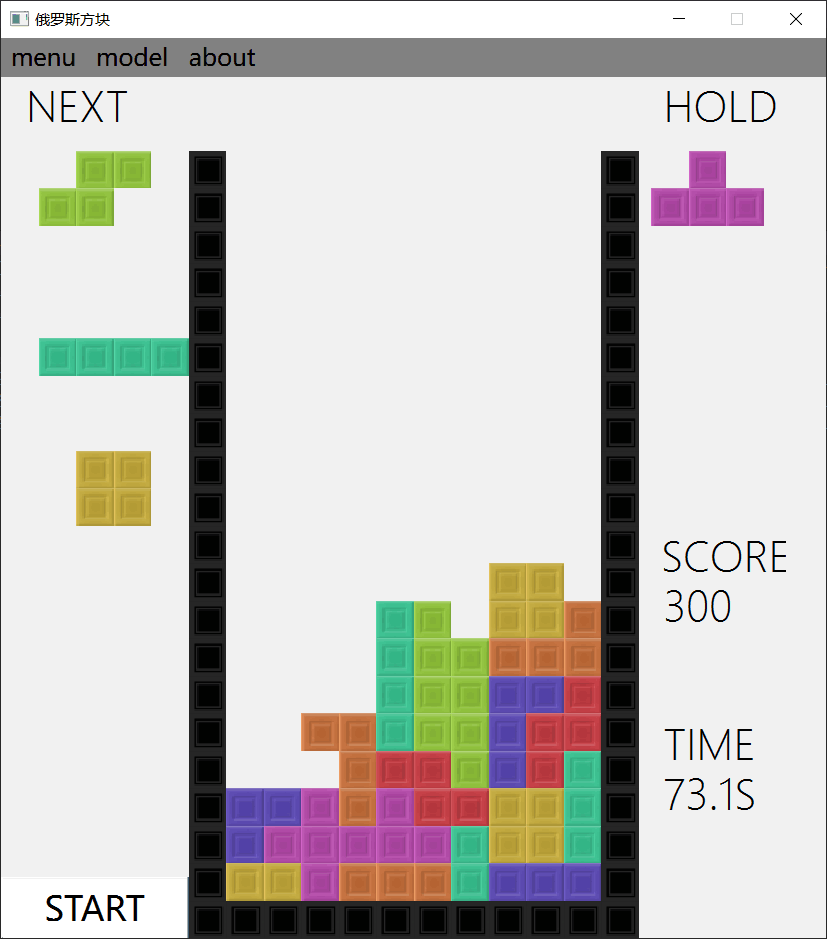 俄罗斯方块
menu model about
NEXT
HOLD
SCORE
300
TIME
73.1S
START